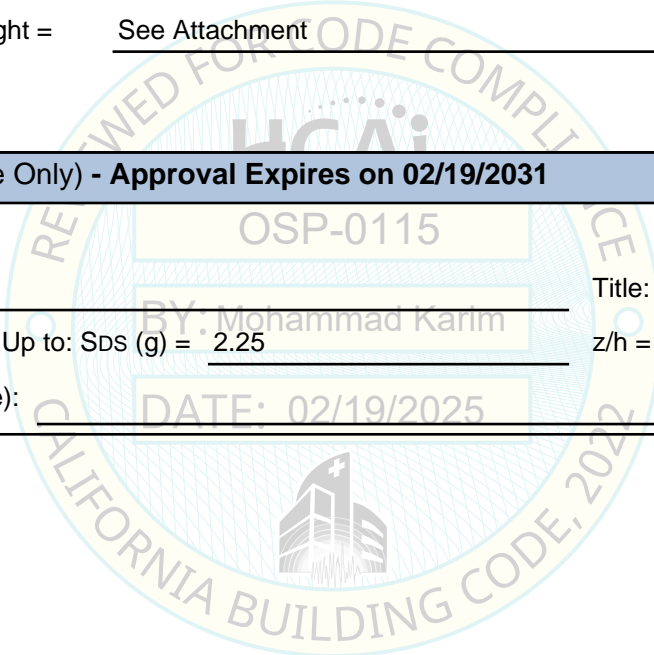 ght = See Attachment
REVIEWED FOR CODE COMPLIANCE
HCAi
e Only) - Approval Expires on 02/19/2031
OSP-0115
Title:
BY: Mohammad Karim
Up to: SDS (g) = 2.25 z/h =
e):
DATE: 02/19/2025
CALIFORNIA BUILDING CODE, 2022